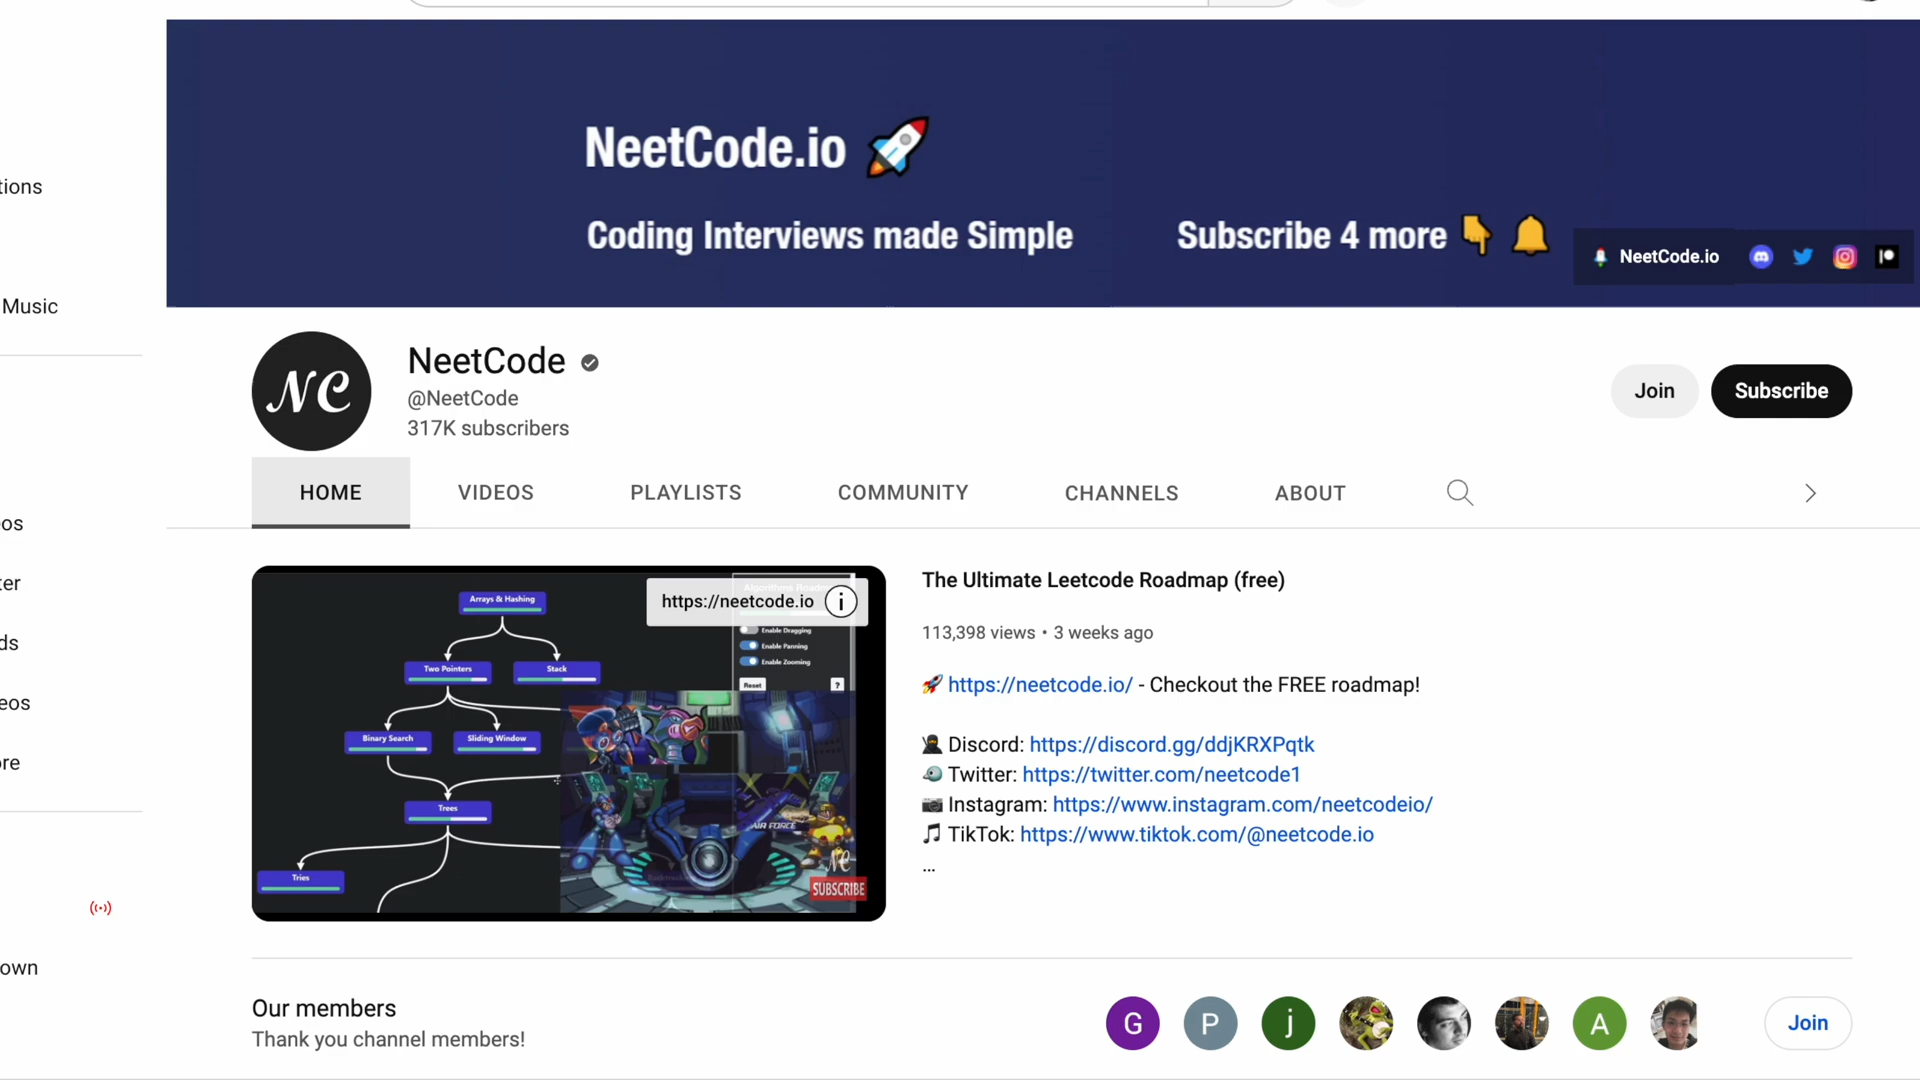 NeetCode.io 🚀
Coding Interviews made Simple
Subscribe 4 more 👇 🔔
NeetCode.io
tions
Music
eos
ter
ds
eos
ore
own
NC
NeetCode
@NeetCode
317K subscribers
Join
Subscribe
HOME
VIDEOS
PLAYLISTS
COMMUNITY
CHANNELS
ABOUT
Arrays & Hashing
Two Pointers
Stack
Binary Search
Sliding Window
Trees
Tries
https://neetcode.io
Enable Dragging
Enable Panning
Enable Zooming
Reset
?
AIR FORCE
NC
SUBSCRIBE
The Ultimate Leetcode Roadmap (free)
113,398 views • 3 weeks ago
🚀 https://neetcode.io/ - Checkout the FREE roadmap!
🥷 Discord: https://discord.gg/ddjKRXPqtk
🐦 Twitter: https://twitter.com/neetcode1
📷 Instagram: https://www.instagram.com/neetcodeio/
🎵 TikTok: https://www.tiktok.com/@neetcode.io
...
Our members
Thank you channel members!
G
P
j
A
Join